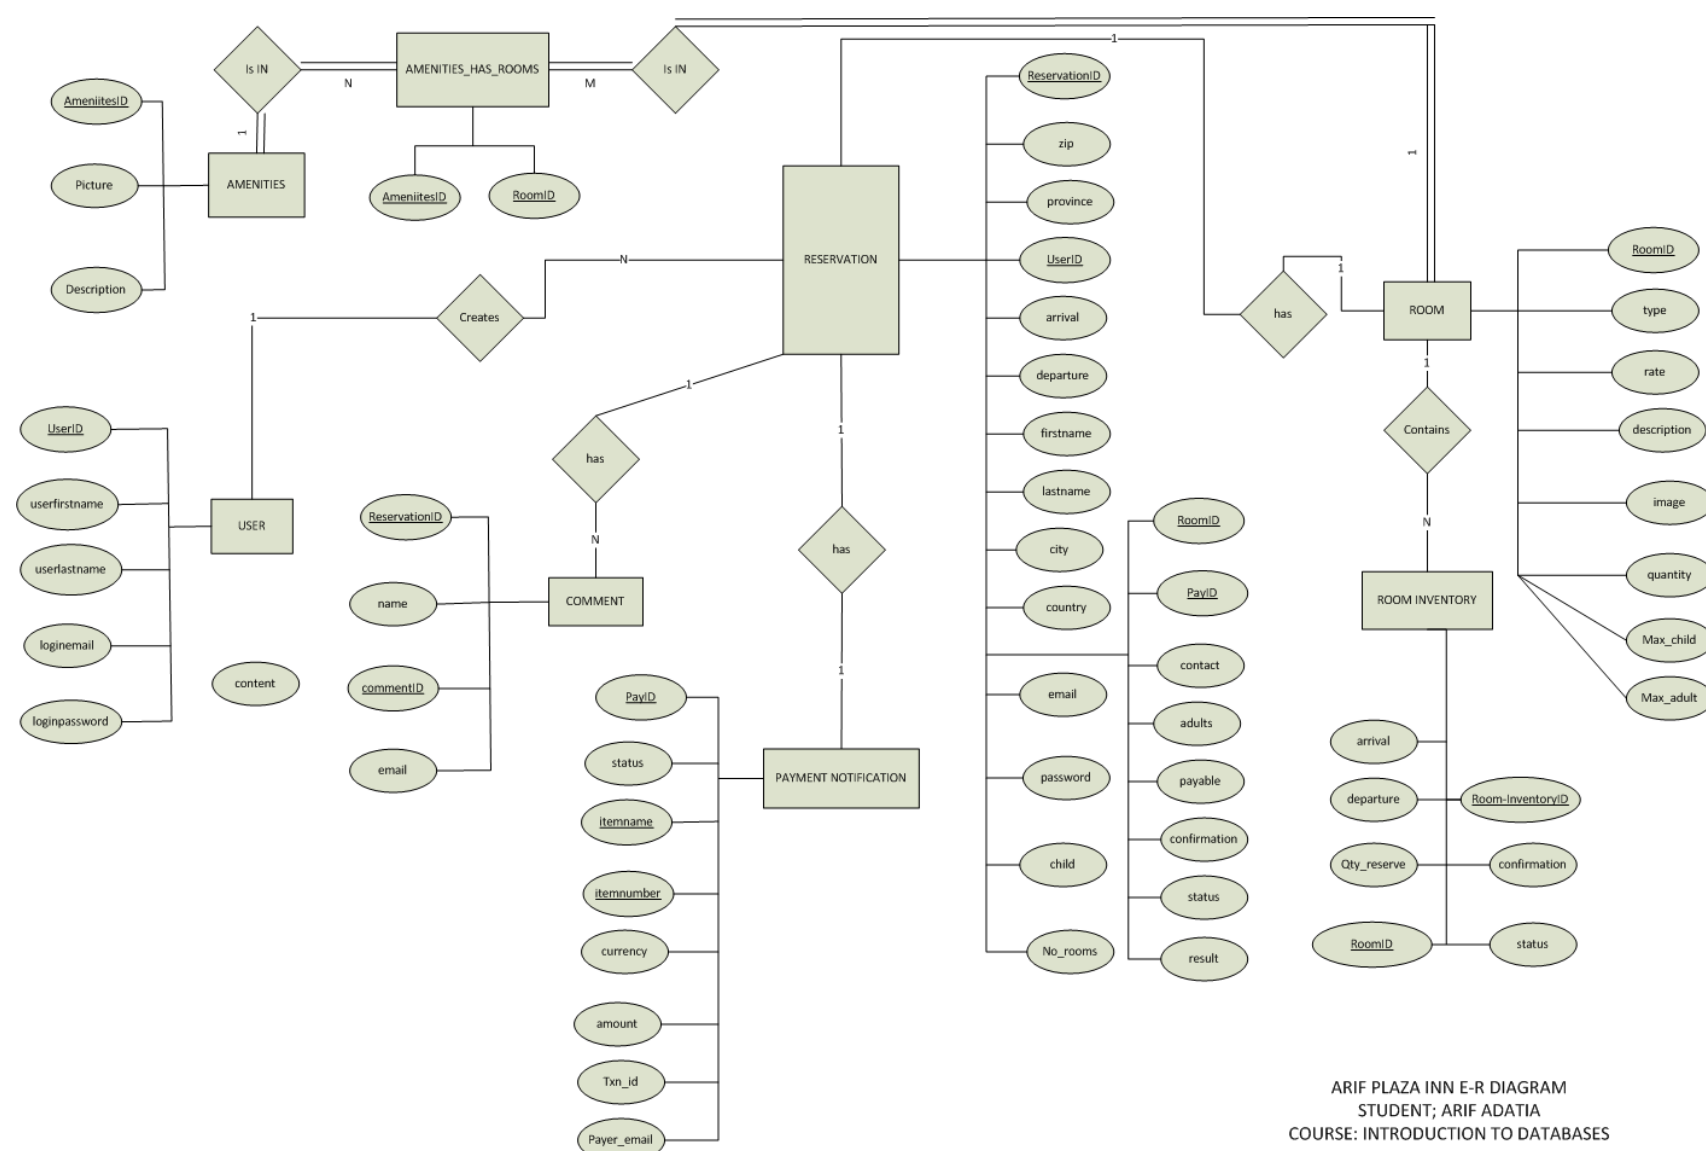 Is IN
N
AMENITIES_HAS_ROOMS
M
Is IN
1
AmeniitesID
Picture
Description
1
AMENITIES
AmeniitesID
RoomID
1
RESERVATION
N
Creates
1
UserID
userfirstname
userlastname
loginemail
loginpassword
USER
content
1
has
N
COMMENT
ReservationID
name
commentID
email
1
has
1
PAYMENT NOTIFICATION
PayID
status
itemname
itemnumber
currency
amount
Txn_id
Payer_email
ReservationID
zip
province
UserID
arrival
departure
firstname
lastname
city
country
email
password
child
No_rooms
RoomID
PayID
contact
adults
payable
confirmation
status
result
has
1
1
ROOM
RoomID
type
rate
description
image
quantity
Max_child
Max_adult
1
Contains
N
ROOM INVENTORY
arrival
departure
Room-InventoryID
Qty_reserve
confirmation
RoomID
status
ARIF PLAZA INN E-R DIAGRAM
STUDENT; ARIF ADATIA
COURSE: INTRODUCTION TO DATABASES